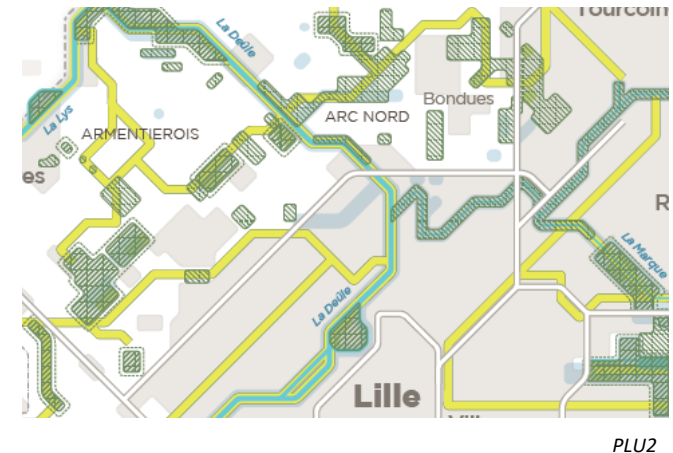 Tourcoin
La Deûle
Bondues
ARC NORD
La Lys
ARMENTIEROIS
es
R
La Marque
La Deûle
Lille
PLU2